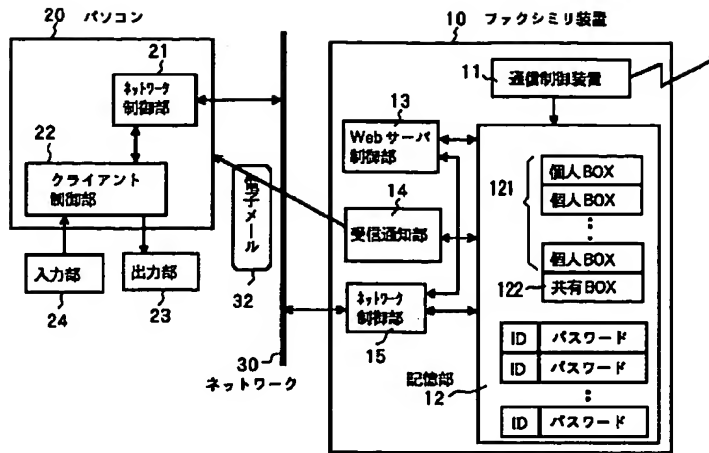 20 パソコン
21
ネットワーク
制御部
22
クライアント
制御部
入力部
24
出力部
23
電子メール
32
30
ネットワーク
10 ファクシミリ装置
11
通信制御装置
13
Webサーバ
制御部
14
受信通知部
ネットワーク
制御部
15
121
個人BOX
個人BOX
個人BOX
122
共有BOX
ID パスワード
ID パスワード
ID パスワード
記憶部
12